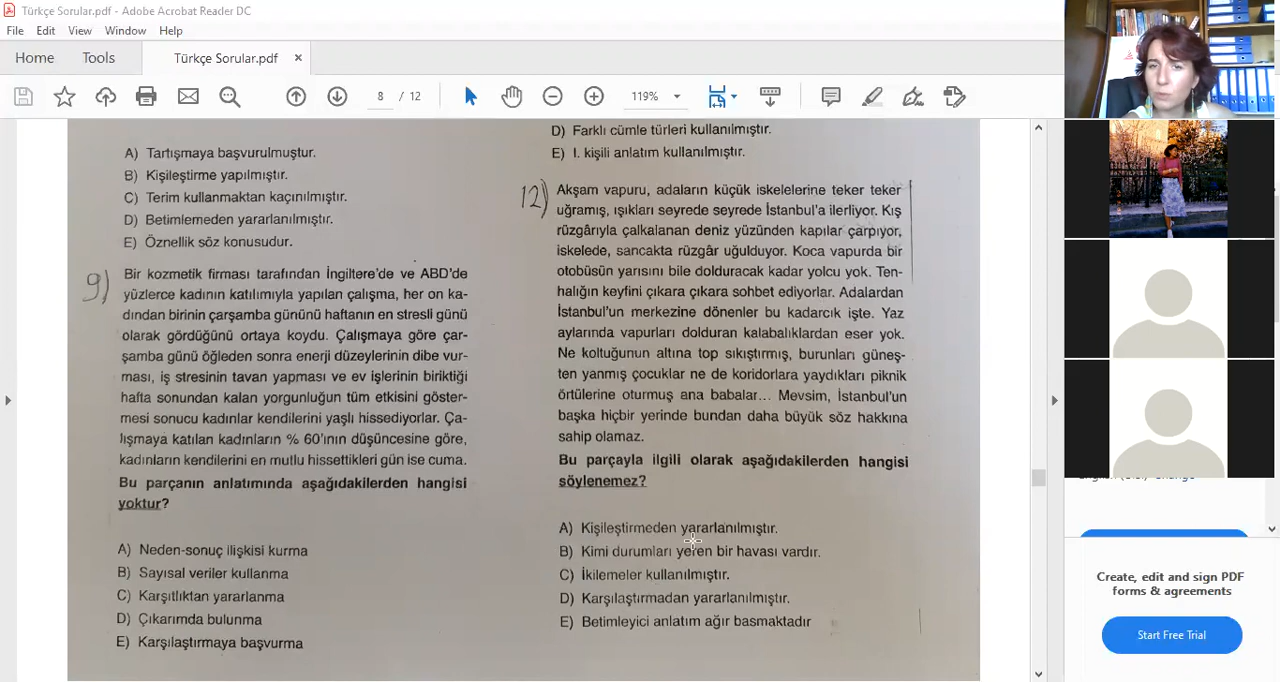 Türkçe Sorular.pdf - Adobe Acrobat Reader DC
File Edit View Window Help
Home Tools Türkçe Sorular.pdf ×
8 / 12 119%
A) Tartışmaya başvurulmuştur.
B) Kişileştirme yapılmıştır.
C) Terim kullanmaktan kaçınılmıştır.
D) Betimlemeden yararlanılmıştır.
E) Öznellik söz konusudur.
9)
Bir kozmetik firması tarafından İngiltere'de ve ABD'de
yüzlerce kadının katılımıyla yapılan çalışma, her on ka-
dından birinin çarşamba gününü haftanın en stresli günü
olarak gördüğünü ortaya koydu. Çalışmaya göre çar-
şamba günü öğleden sonra enerji düzeylerinin dibe vur-
ması, iş stresinin tavan yapması ve ev işlerinin biriktiği
hafta sonundan kalan yorgunluğun tüm etkisini göster-
mesi sonucu kadınlar kendilerini yaşlı hissediyorlar. Ça-
lışmaya katılan kadınların % 60'ının düşüncesine göre,
kadınların kendilerini en mutlu hissettikleri gün ise cuma.
Bu parçanın anlatımında aşağıdakilerden hangisi
yoktur?
A) Neden-sonuç ilişkisi kurma
B) Sayısal veriler kullanma
C) Karşıtlıktan yararlanma
D) Çıkarımda bulunma
E) Karşılaştırmaya başvurma
D) Farklı cümle türleri kullanılmıştır.
E) I. kişili anlatım kullanılmıştır.
12)
Akşam vapuru, adaların küçük iskelelerine teker teker
uğramış, ışıkları seyrede seyrede İstanbul'a ilerliyor. Kış
rüzgârıyla çalkalanan deniz yüzünden kapılar çarpıyor,
iskelede, sancakta rüzgâr uğulduyor. Koca vapurda bir
otobüsün yarısını bile dolduracak kadar yolcu yok. Ten-
halığın keyfini çıkara çıkara sohbet ediyorlar. Adalardan
İstanbul'un merkezine dönenler bu kadarcık işte. Yaz
aylarında vapurları dolduran kalabalıklardan eser yok.
Ne koltuğunun altına top sıkıştırmış, burunları güneş-
ten yanmış çocuklar ne de koridorlara yaydıkları piknik
örtülerine oturmuş ana babalar... Mevsim, İstanbul'un
başka hiçbir yerinde bundan daha büyük söz hakkına
sahip olamaz.
Bu parçayla ilgili olarak aşağıdakilerden hangisi
söylenemez?
A) Kişileştirmeden yararlanılmıştır.
B) Kimi durumları yeren bir havası vardır.
C) İkilemeler kullanılmıştır.
D) Karşılaştırmadan yararlanılmıştır.
E) Betimleyici anlatım ağır basmaktadır
Create, edit and sign PDF
forms & agreements
Start Free Trial